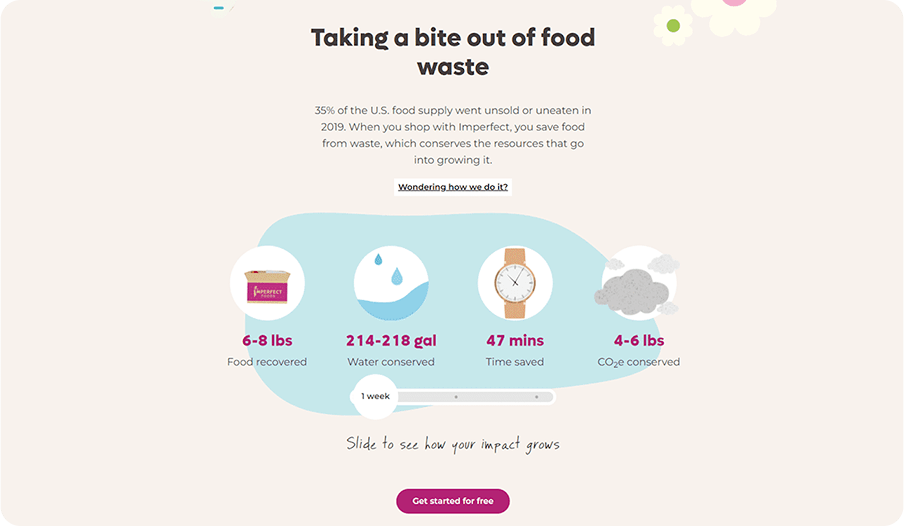 Taking a bite out of food
waste
35% of the U.S. food supply went unsold or uneaten in
2019. When you shop with Imperfect, you save food
from waste, which conserves the resources that go
into growing it.
Wondering how we do it?
IMPERFECT
FOODS
6-8 lbs
214-218 gal
47 mins
4-6 lbs
Food recovered
Water conserved
Time saved
CO₂e conserved
1 week
Slide to see how your impact grows
Get started for free